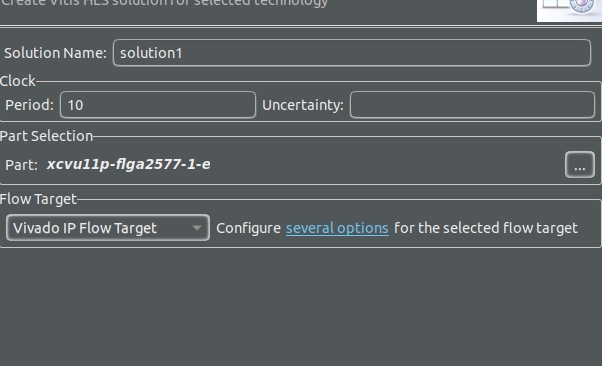 Create Vitis HLS solution for selected technology
Solution Name: solution1
Clock
Period: 10 Uncertainty:
Part Selection
Part: xcvu11p-flga2577-1-e ...
Flow Target
Vivado IP Flow Target Configure several options for the selected flow target